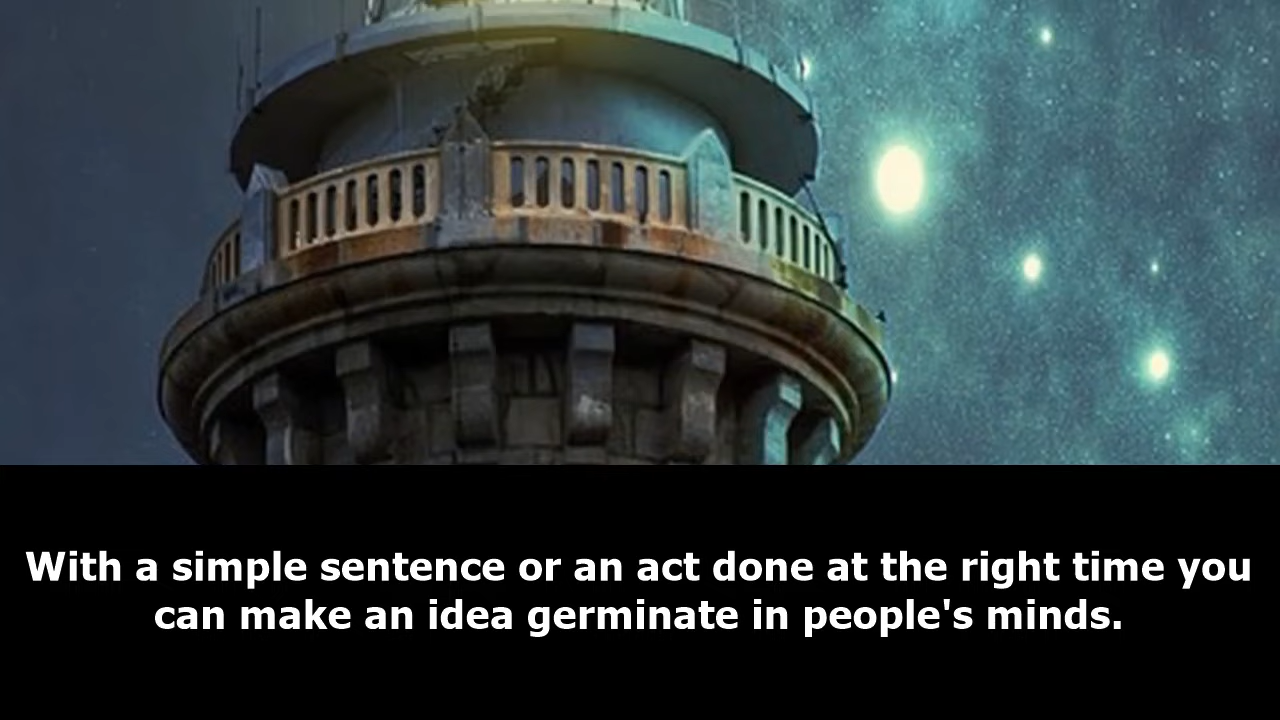 With a simple sentence or an act done at the right time you
can make an idea germinate in people's minds.